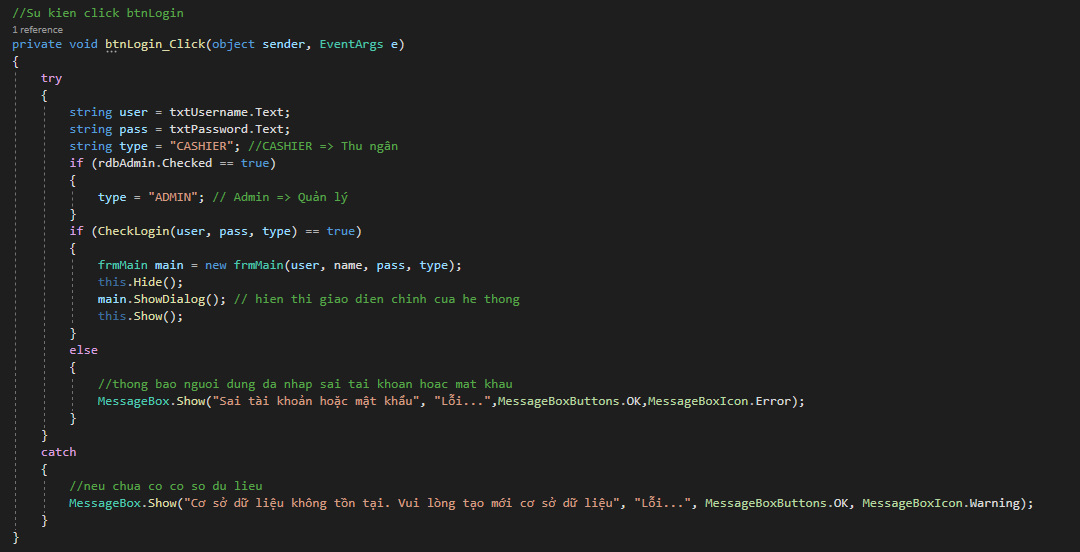 //Su kien click btnLogin
1 reference
private void btnLogin_Click(object sender, EventArgs e)
{
try
{
string user = txtUsername.Text;
string pass = txtPassword.Text;
string type = "CASHIER"; //CASHIER => Thu ngân
if (rdbAdmin.Checked == true)
{
type = "ADMIN"; // Admin => Quản lý
}
if (CheckLogin(user, pass, type) == true)
{
frmMain main = new frmMain(user, name, pass, type);
this.Hide();
main.ShowDialog(); // hien thi giao dien chinh cua he thong
this.Show();
}
else
{
//thong bao nguoi dung da nhap sai tai khoan hoac mat khau
MessageBox.Show("Sai tài khoản hoặc mật khẩu", "Lỗi...",MessageBoxButtons.OK,MessageBoxIcon.Error);
}
}
catch
{
//neu chua co co so du lieu
MessageBox.Show("Cơ sở dữ liệu không tồn tại. Vui lòng tạo mới cơ sở dữ liệu", "Lỗi...", MessageBoxButtons.OK, MessageBoxIcon.Warning);
}
}